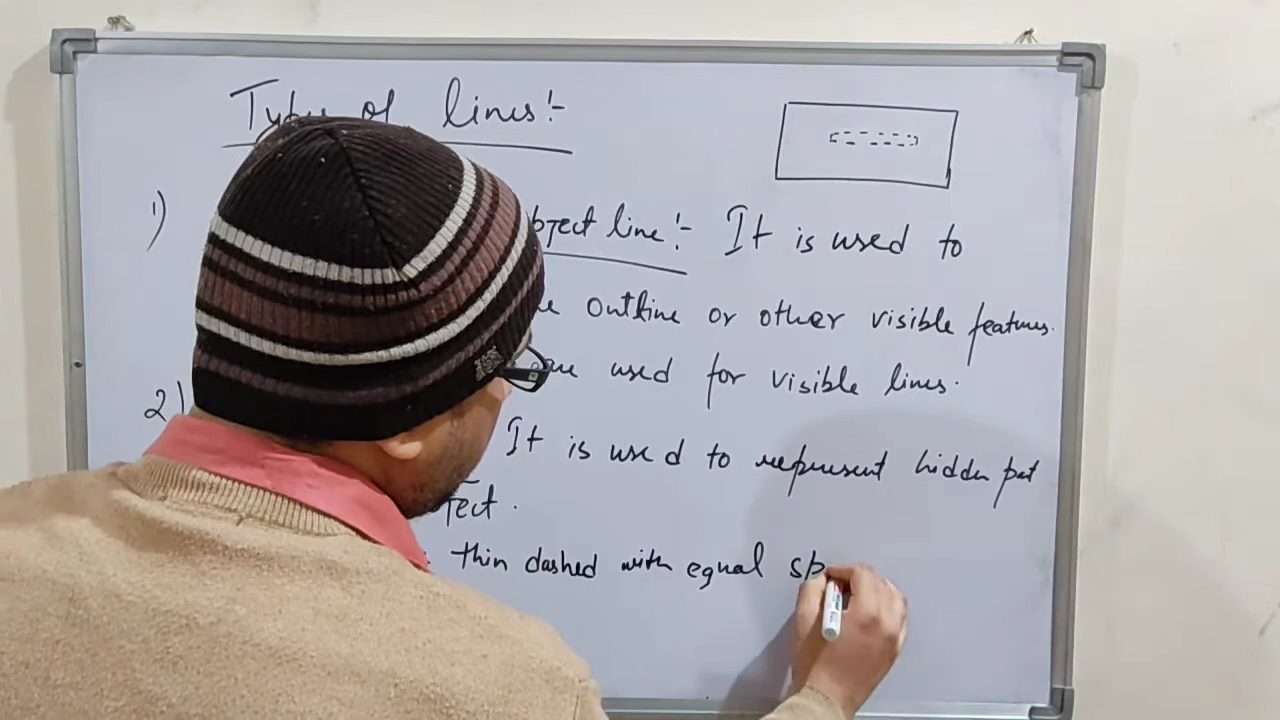 Types of lines:-
1) object line:- It is used to
outline or other visible features.
are used for visible lines.
2) It is used to represent hidden part
ject.
thin dashed with equal sp